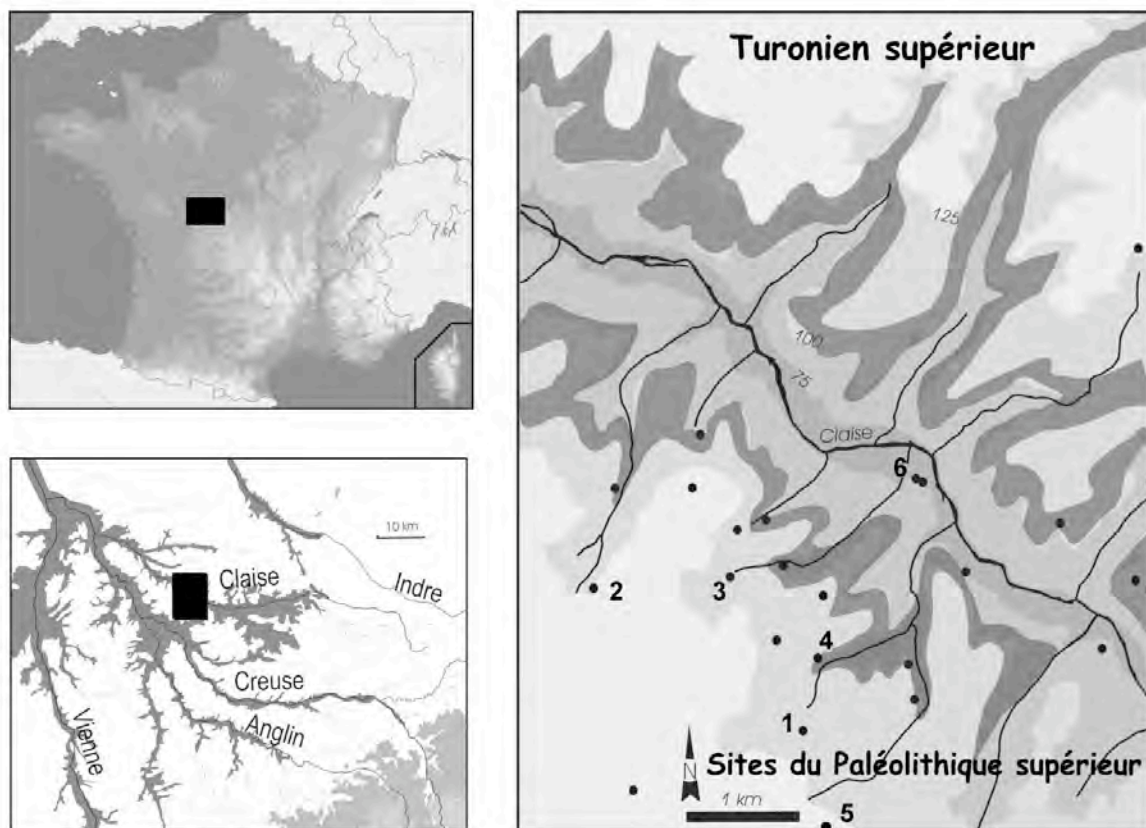 10 km
Claise
Indre
Creuse
Anglin
Vienne
Turonien supérieur
125
100
75
Claise
6
2
3
4
1
N
Sites du Paléolithique supérieur
1 km
5